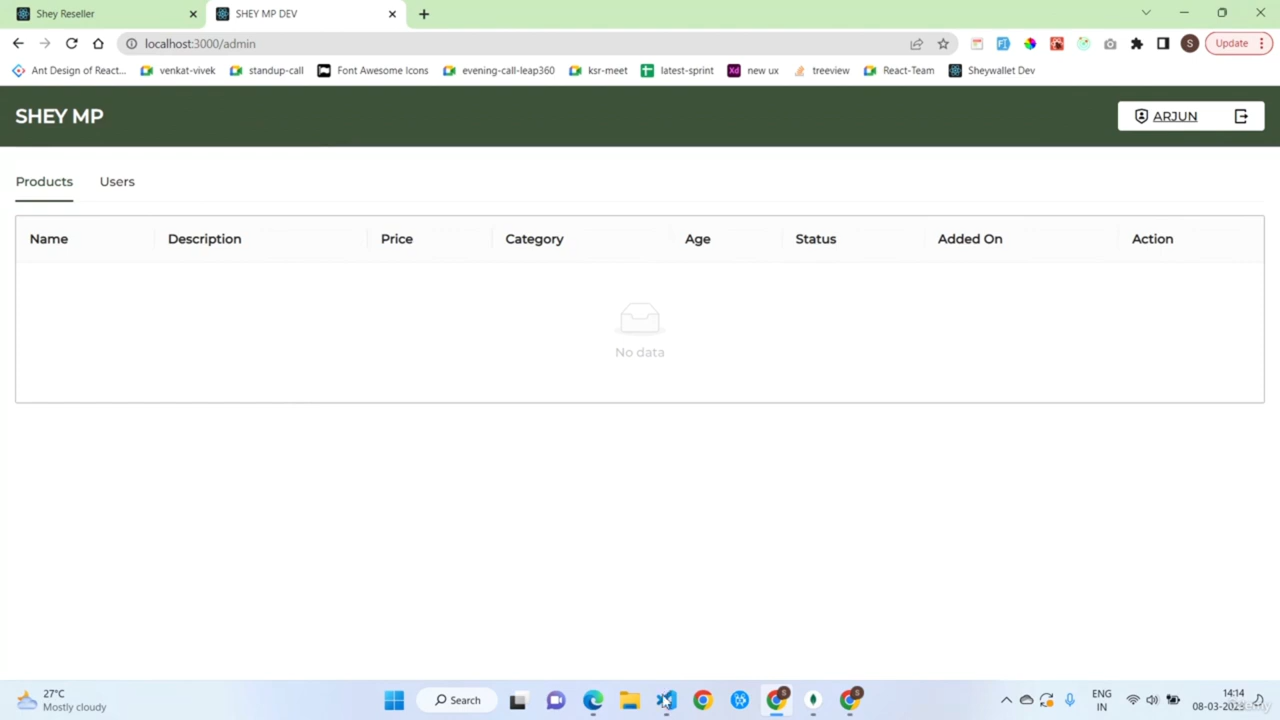 Shey Reseller
SHEY MP DEV
localhost:3000/admin
S
Update
Ant Design of React...
venkat-vivek
standup-call
Font Awesome Icons
evening-call-leap360
ksr-meet
latest-sprint
Xd
new ux
treeview
React-Team
Sheywallet Dev
SHEY MP
ARJUN
Products
Users
Name
Description
Price
Category
Age
Status
Added On
Action
No data
27°C
Mostly cloudy
Search
ENG
IN
14:14
08-03-2023